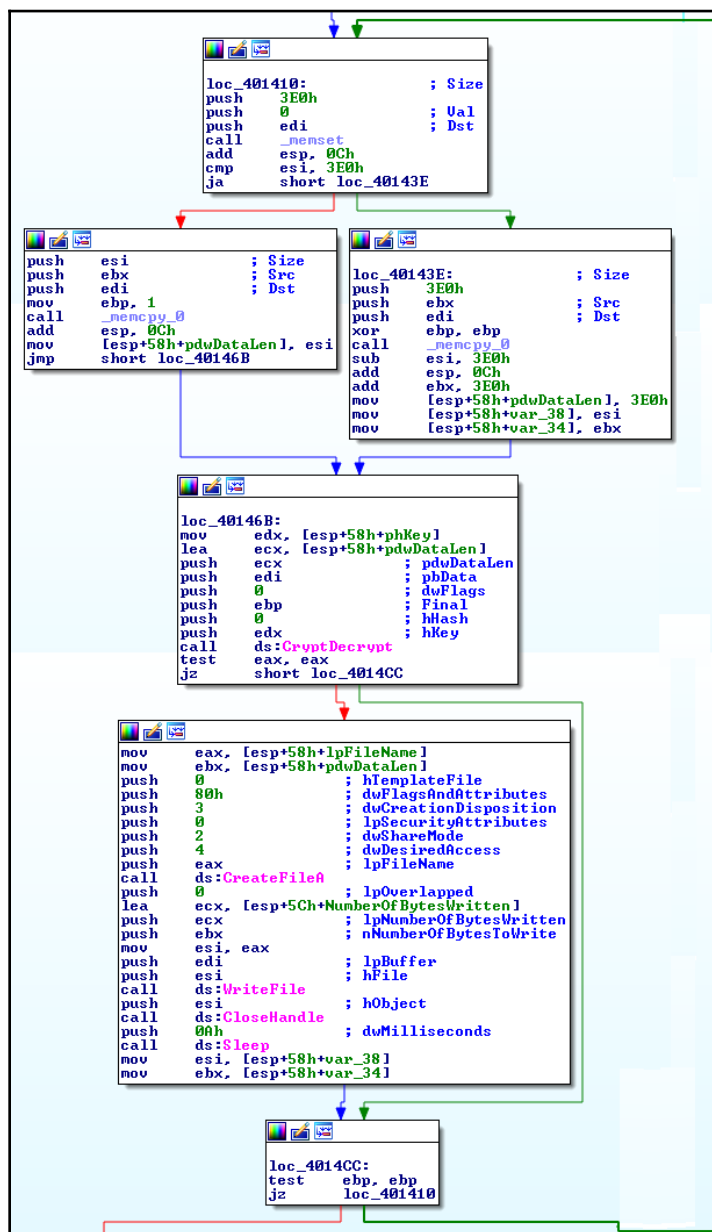 loc_401410: ; Size
push 3E0h
push 0 ; Val
push edi ; Dst
call _memset
add esp, 0Ch
cmp esi, 3E0h
ja short loc_40143E
push esi ; Size
push ebx ; Src
push edi ; Dst
mov ebp, 1
call _memcpy_0
add esp, 0Ch
mov [esp+58h+pdwDataLen], esi
jmp short loc_40146B
loc_40143E: ; Size
push 3E0h
push ebx ; Src
push edi ; Dst
xor ebp, ebp
call _memcpy_0
sub esi, 3E0h
add esp, 0Ch
add ebx, 3E0h
mov [esp+58h+pdwDataLen], 3E0h
mov [esp+58h+var_38], esi
mov [esp+58h+var_34], ebx
loc_40146B:
mov edx, [esp+58h+phKey]
lea ecx, [esp+58h+pdwDataLen]
push ecx ; pdwDataLen
push edi ; pbData
push 0 ; dwFlags
push ebp ; Final
push 0 ; hHash
push edx ; hKey
call ds:CryptDecrypt
test eax, eax
jz short loc_4014CC
mov eax, [esp+58h+lpFileName]
mov ebx, [esp+58h+pdwDataLen]
push 0 ; hTemplateFile
push 80h ; dwFlagsAndAttributes
push 3 ; dwCreationDisposition
push 0 ; lpSecurityAttributes
push 2 ; dwShareMode
push 4 ; dwDesiredAccess
push eax ; lpFileName
call ds:CreateFileA
push 0 ; lpOverlapped
lea ecx, [esp+5Ch+NumberOfBytesWritten]
push ecx ; lpNumberOfBytesWritten
push ebx ; nNumberOfBytesToWrite
mov esi, eax
push edi ; lpBuffer
push esi ; hFile
call ds:WriteFile
push esi ; hObject
call ds:CloseHandle
push 0Ah ; dwMilliseconds
call ds:Sleep
mov esi, [esp+58h+var_38]
mov ebx, [esp+58h+var_34]
loc_4014CC:
test ebp, ebp
jz loc_401410